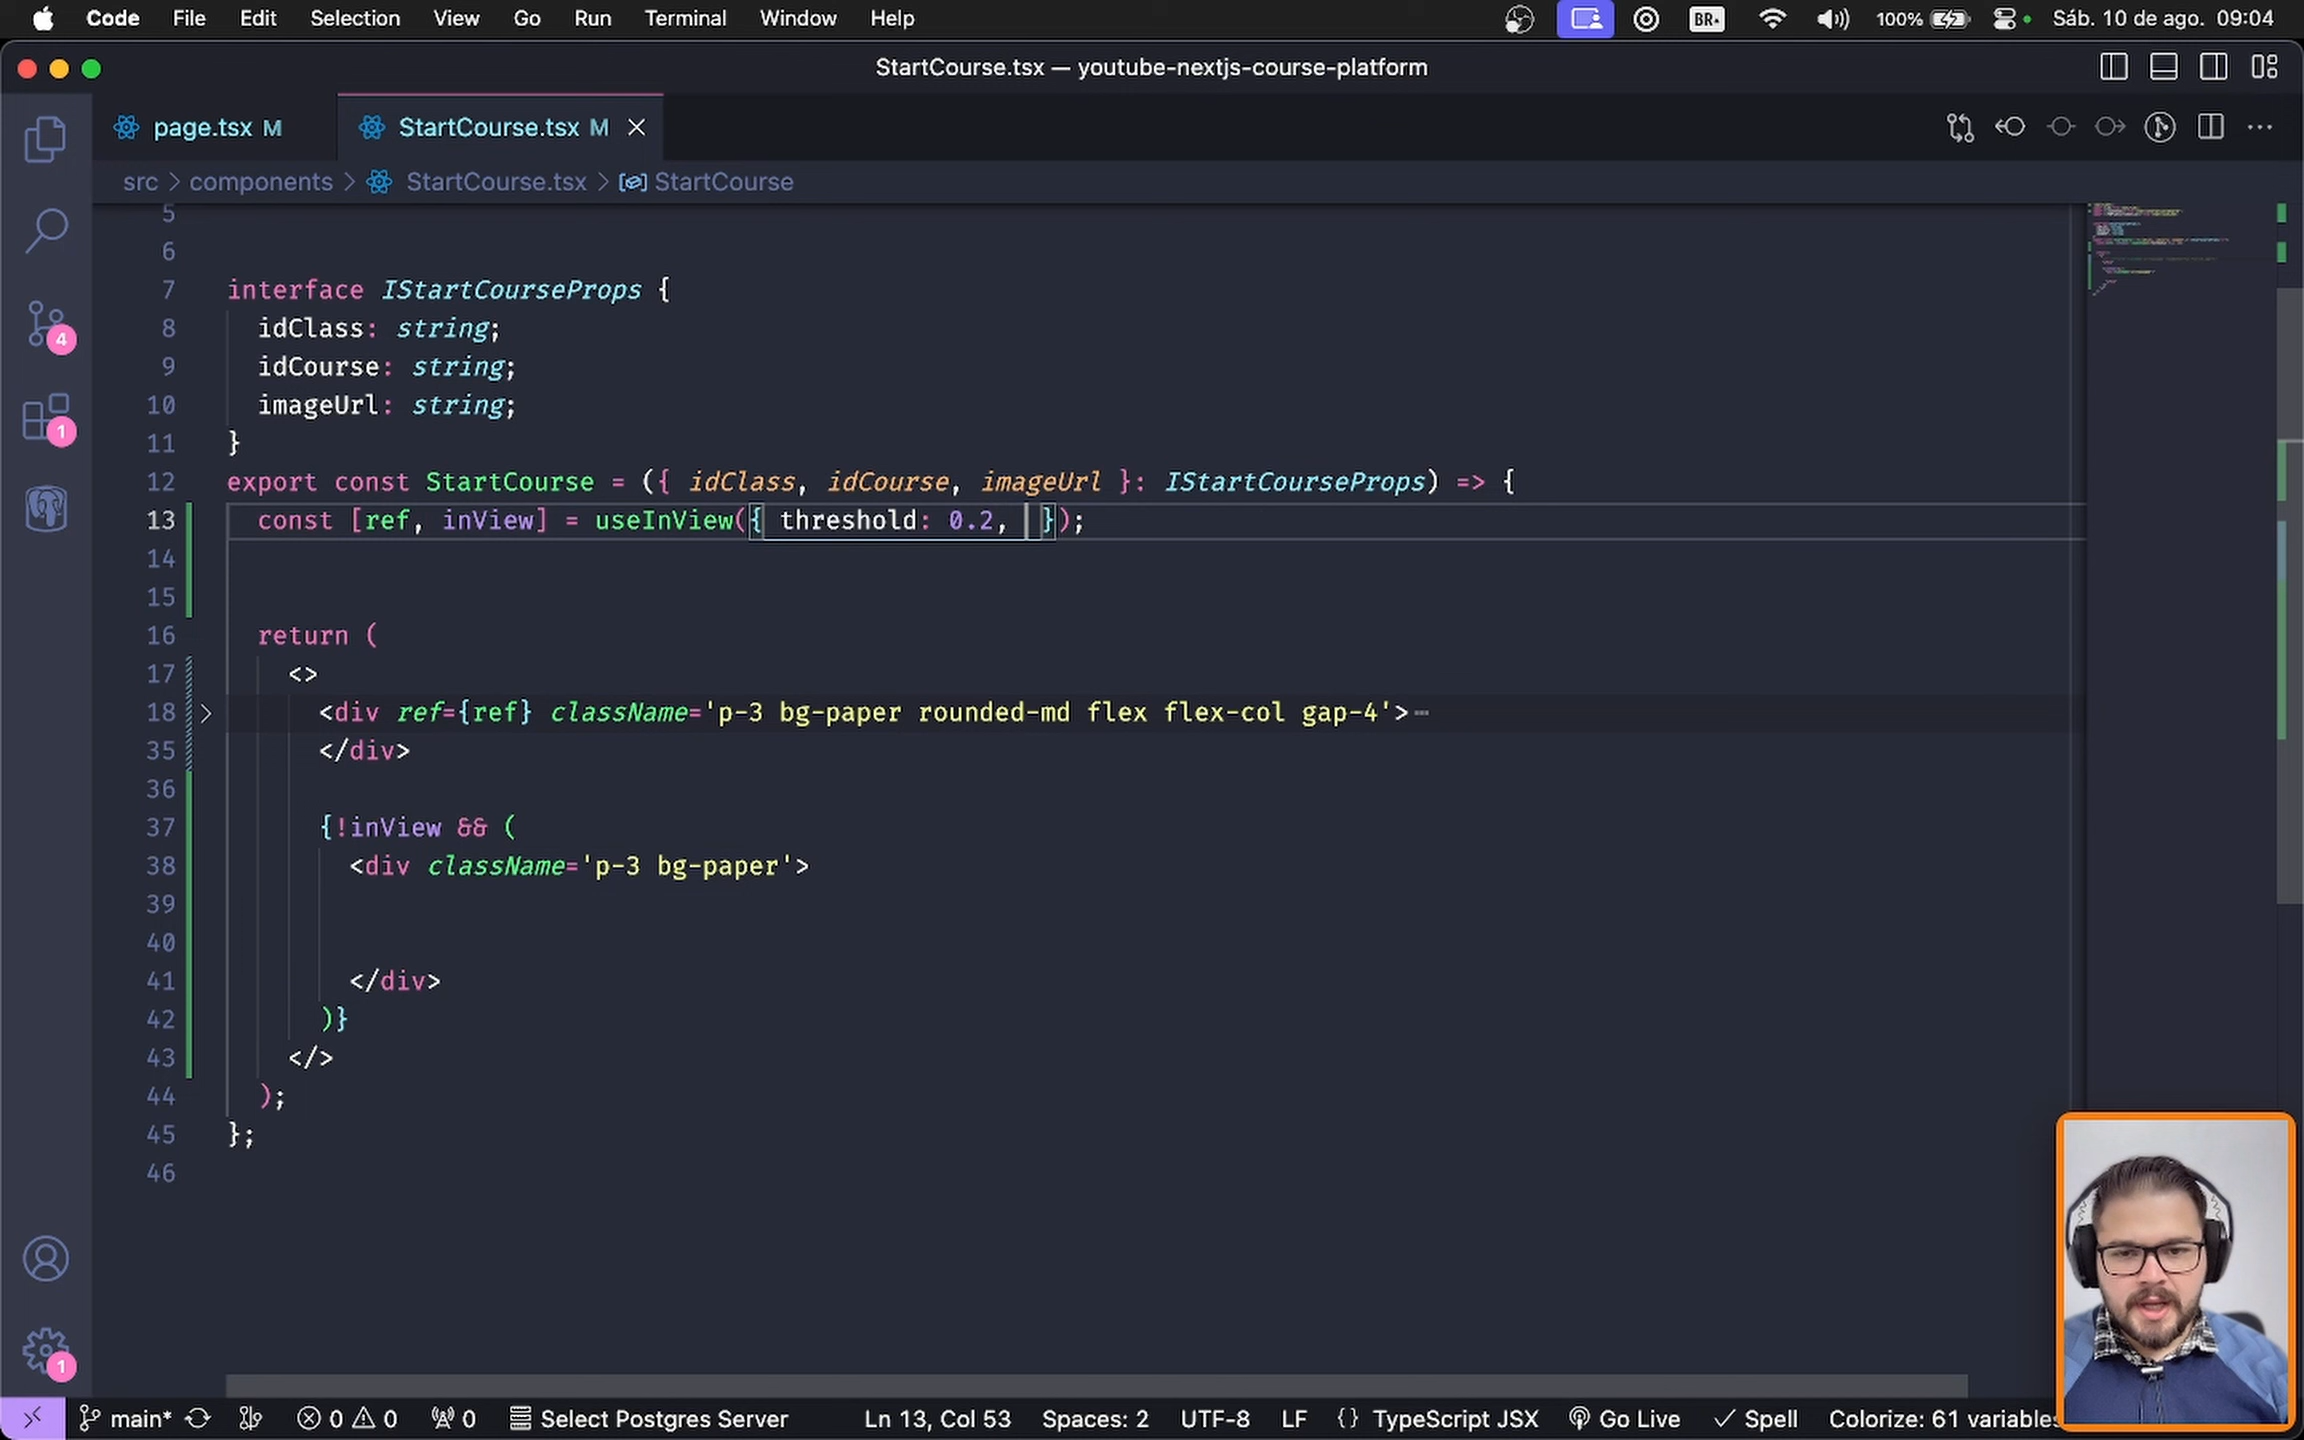 Code File Edit Selection View Go Run Terminal Window Help BR 100% Sáb. 10 de ago. 09:04
StartCourse.tsx — youtube-nextjs-course-platform
page.tsx M StartCourse.tsx M
src > components > StartCourse.tsx > StartCourse
5
6
7 interface IStartCourseProps {
8 idClass: string;
9 idCourse: string;
10 imageUrl: string;
11 }
12 export const StartCourse = ({ idClass, idCourse, imageUrl }: IStartCourseProps) => {
13 const [ref, inView] = useInView({ threshold: 0.2, });
14
15
16 return (
17 <>
18 <div ref={ref} className='p-3 bg-paper rounded-md flex flex-col gap-4'>
35 </div>
36
37 {!inView && (
38 <div className='p-3 bg-paper'>
39
40
41 </div>
42 )}
43 </>
44 );
45 };
46
4
1
1
main* 0 0 0 Select Postgres Server Ln 13, Col 53 Spaces: 2 UTF-8 LF {} TypeScript JSX Go Live Spell Colorize: 61 variables